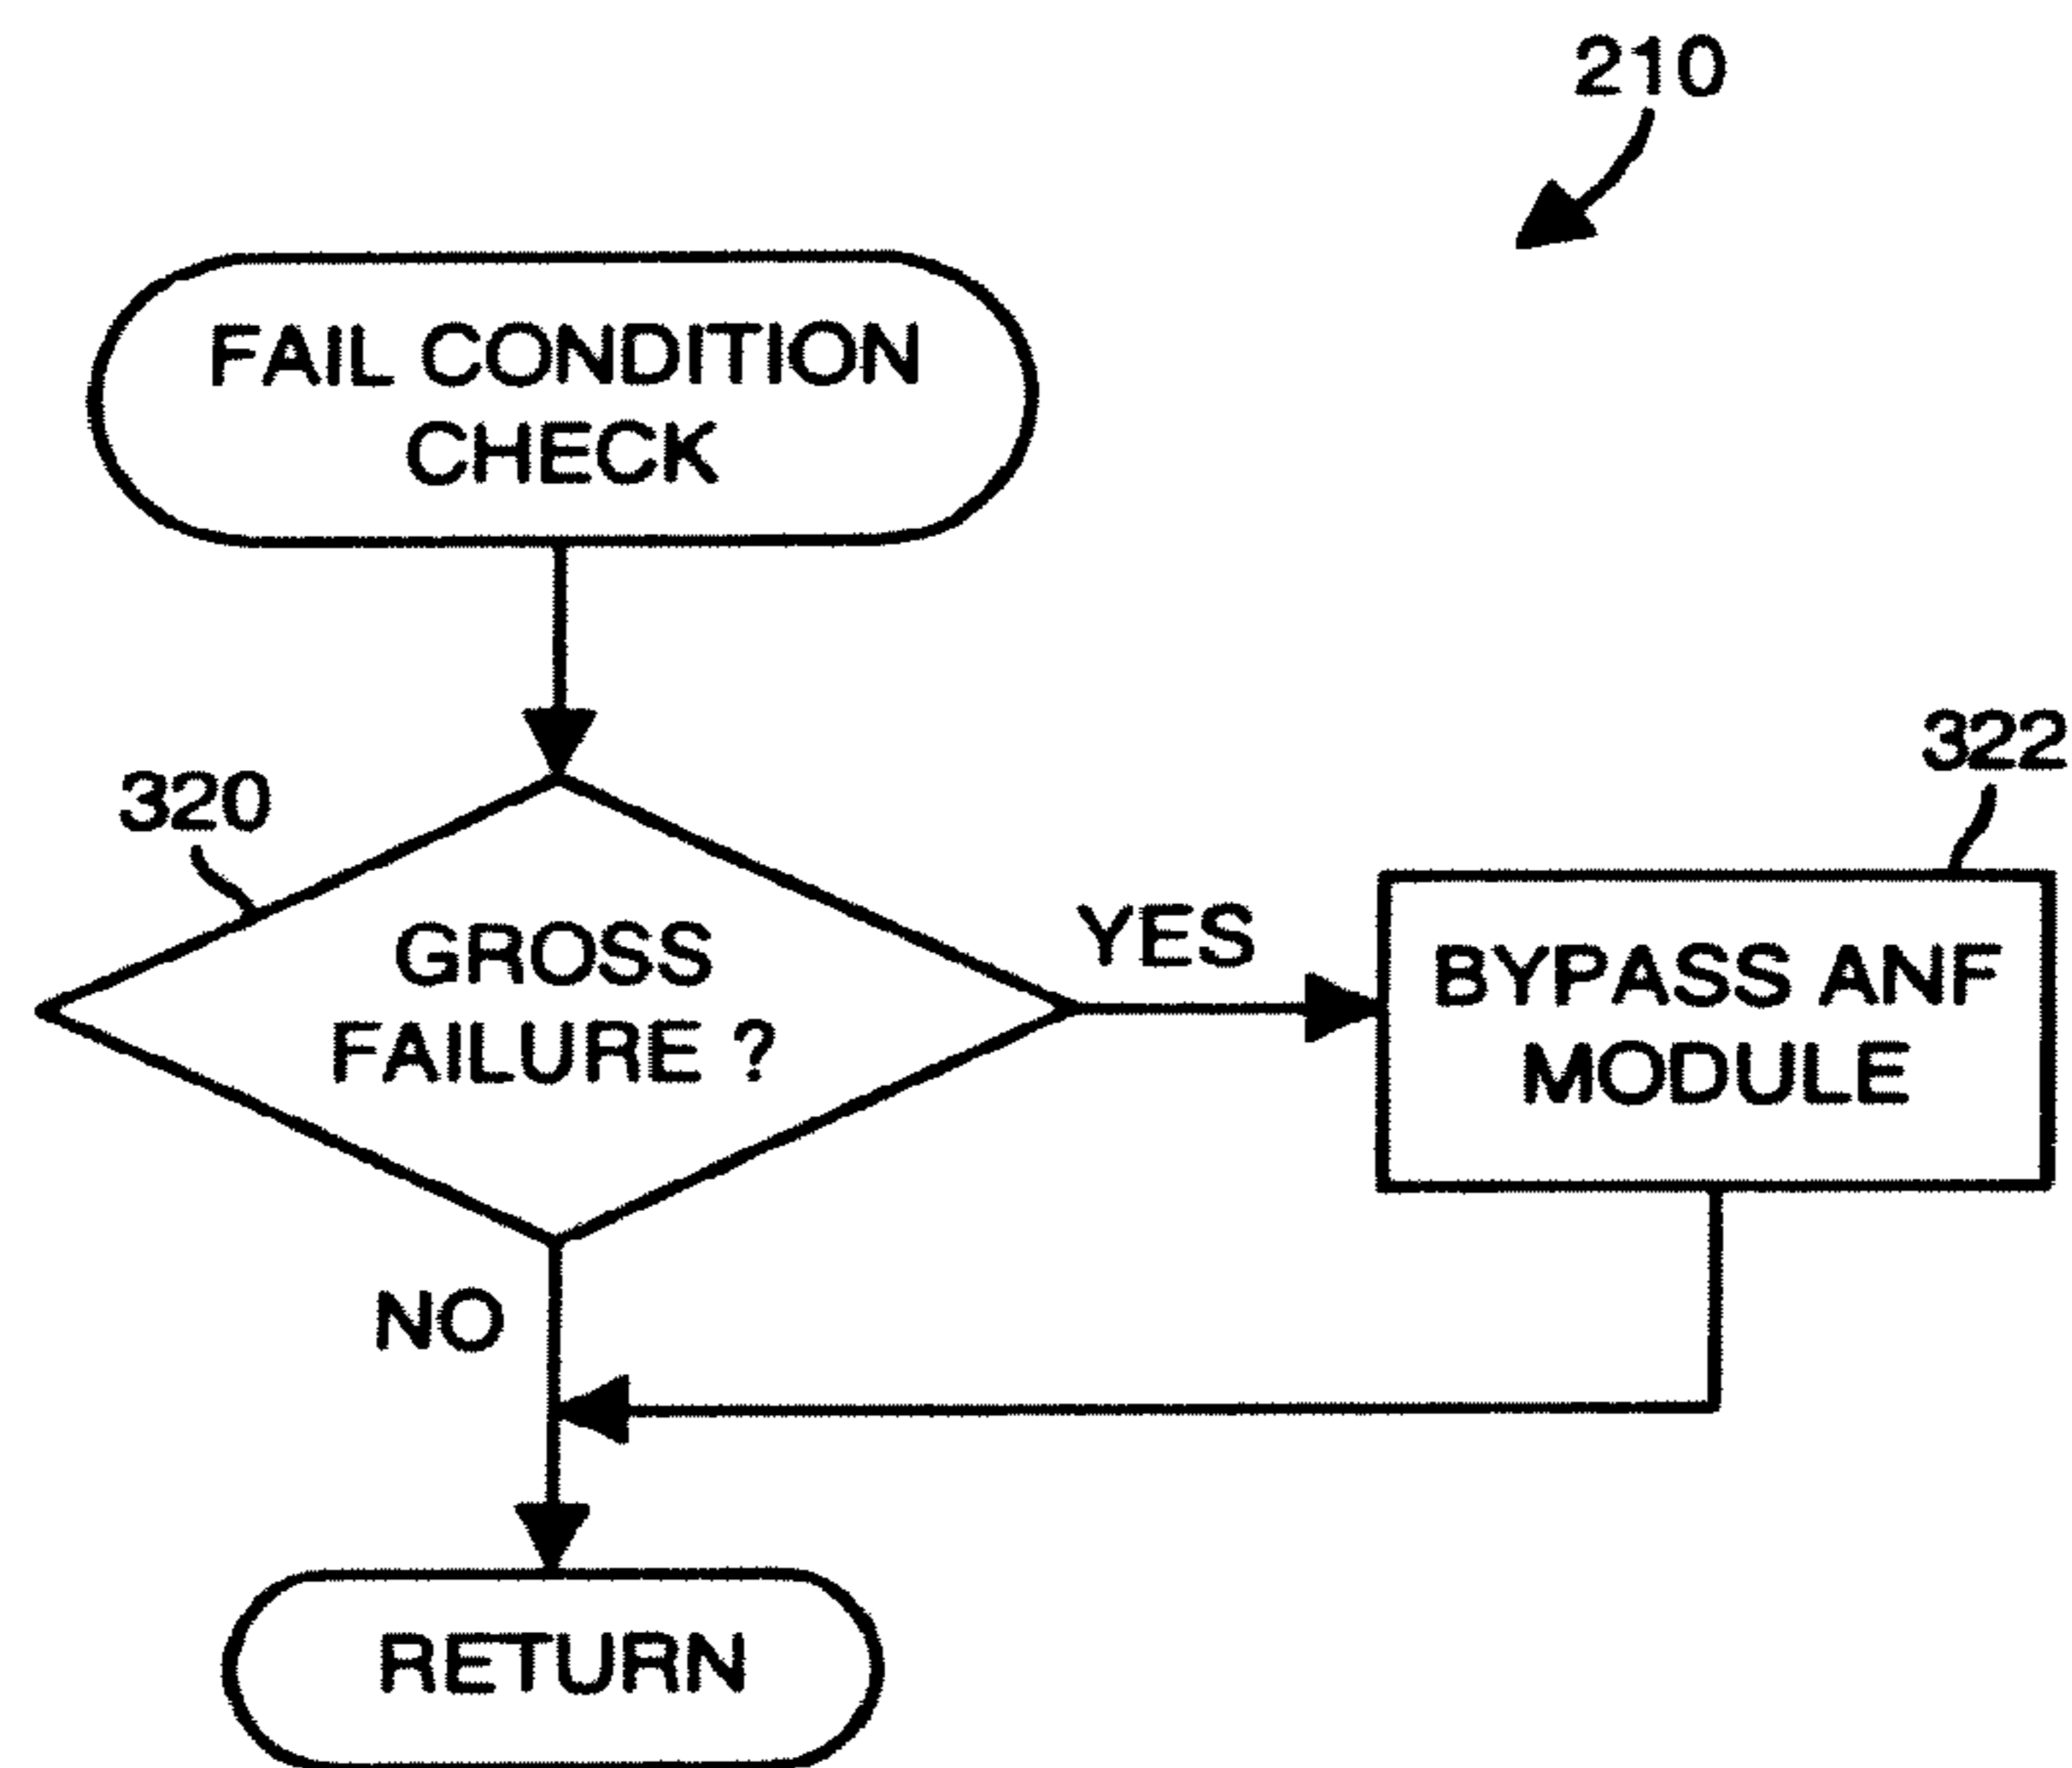 210
FAIL CONDITION
CHECK
320
322
GROSS
FAILURE ?
YES
BYPASS ANF
MODULE
NO
RETURN